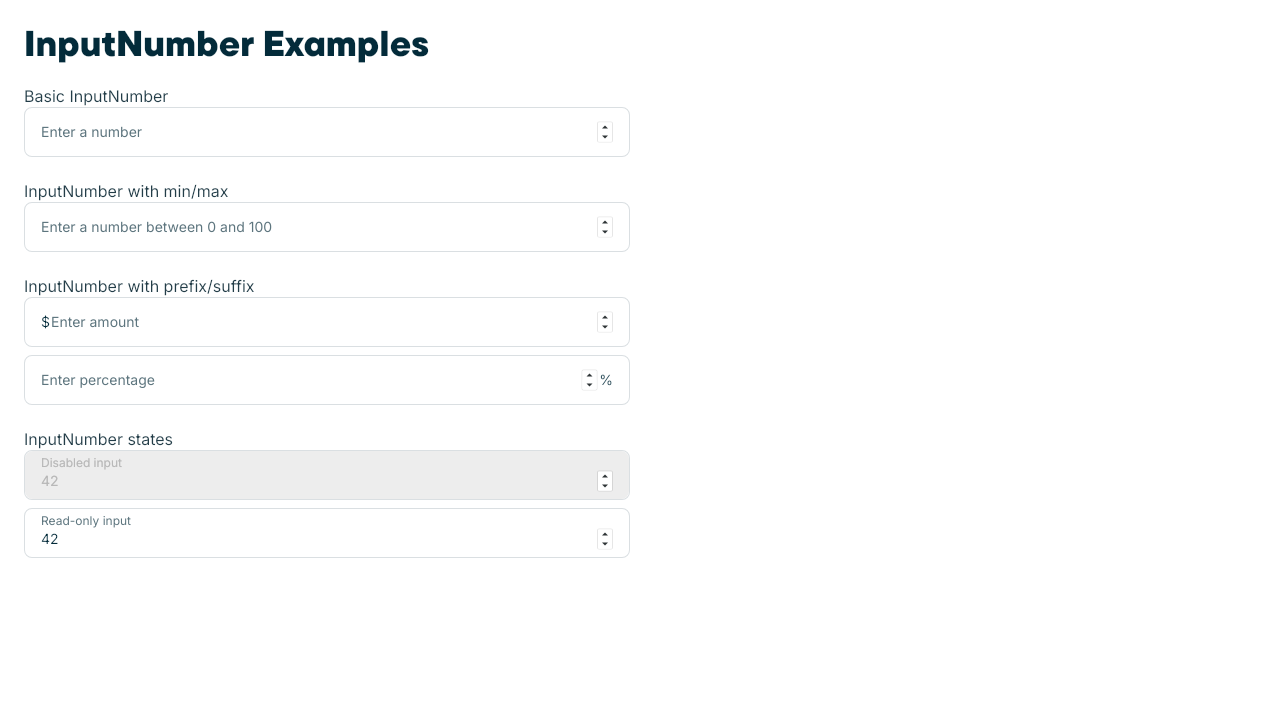 InputNumber Examples
Basic InputNumber
Enter a number
InputNumber with min/max
Enter a number between 0 and 100
InputNumber with prefix/suffix
$Enter amount
Enter percentage %
InputNumber states
Disabled input
42
Read-only input
42